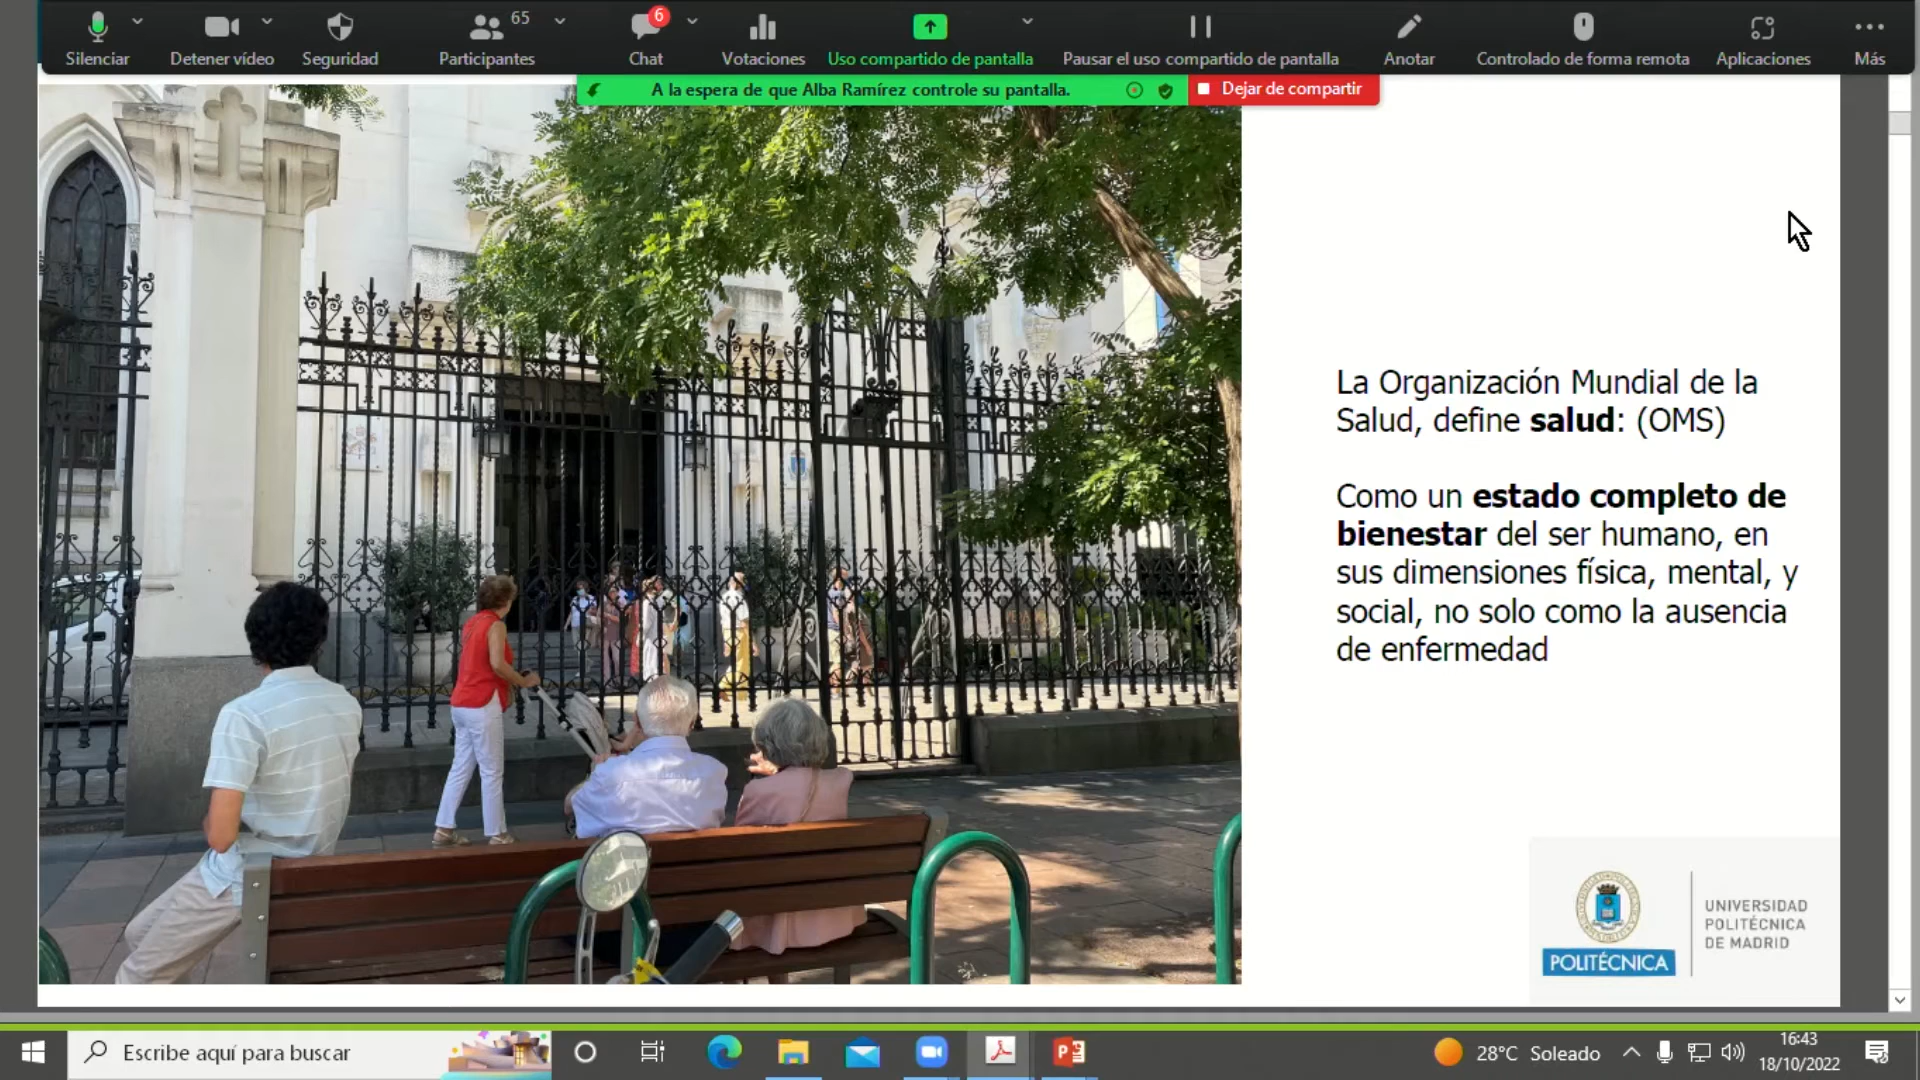 Silenciar
Detener vídeo
Seguridad
65
Participantes
6
Chat
Votaciones
Uso compartido de pantalla
Pausar el uso compartido de pantalla
Anotar
Controlado de forma remota
Aplicaciones
Más
A la espera de que Alba Ramírez controle su pantalla.
Dejar de compartir
La Organización Mundial de la
Salud, define salud: (OMS)
Como un estado completo de
bienestar del ser humano, en
sus dimensiones física, mental, y
social, no solo como la ausencia
de enfermedad
POLITÉCNICA
UNIVERSIDAD
POLITÉCNICA
DE MADRID
Escribe aquí para buscar
28°C Soleado
16:43
18/10/2022